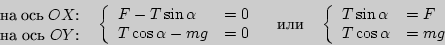 на ось OX: { F − T sin α = 0 или { T sin α = F
на ось OY: { T cos α − mg = 0 { T cos α = mg